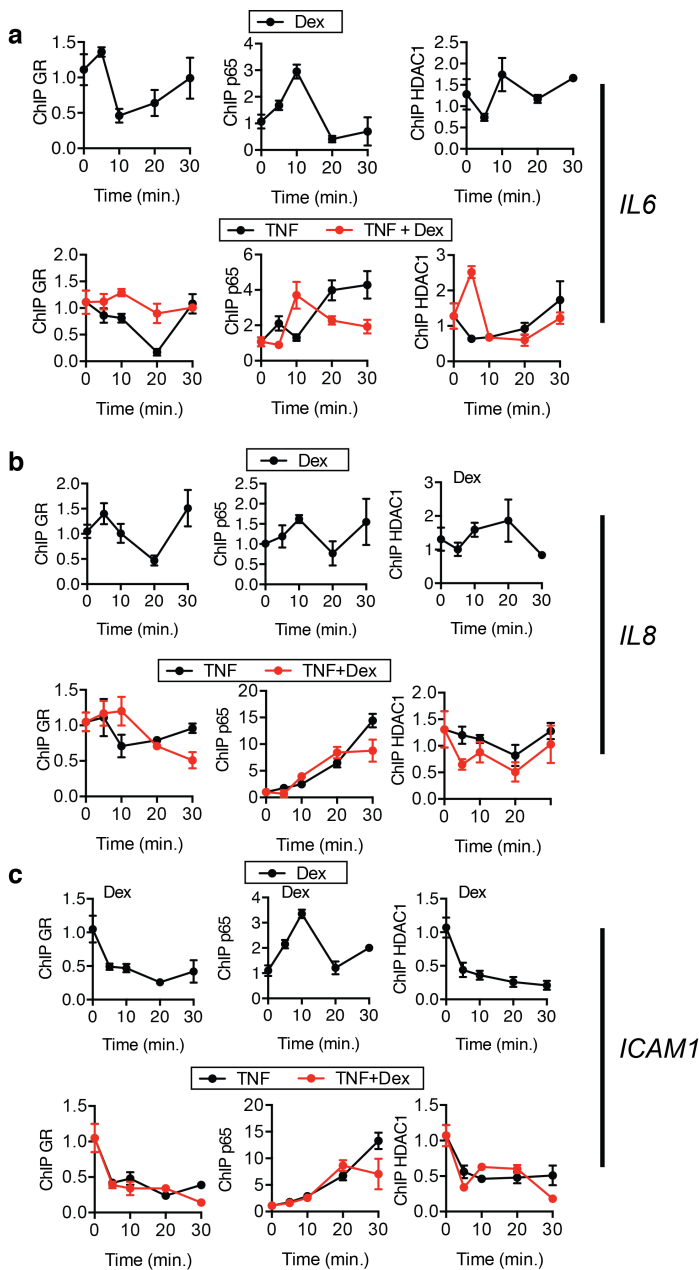 a
Dex
ChIP GR
1.5
1.0
0.5
0.0
0 10 20 30
Time (min.)
ChIP p65
4
3
2
1
0
0 10 20 30
Time (min.)
ChIP HDAC1
2.5
2.0
1.5
1.0
0.5
0.0
0 10 20 30
Time (min.)
IL6
TNF TNF + Dex
ChIP GR
2.0
1.5
1.0
0.5
0.0
0 10 20 30
Time (min.)
ChIP p65
6
4
2
0
0 10 20 30
Time (min.)
ChIP HDAC1
3
2
1
0
0 10 20 30
Time (min.)
b
Dex
ChIP GR
2.0
1.5
1.0
0.5
0.0
0 10 20 30
Time (min.)
ChIP p65
2.5
2.0
1.5
1.0
0.5
0.0
0 10 20 30
Time (min.)
Dex
ChIP HDAC1
3
2
1
0
0 10 20 30
Time (min.)
IL8
TNF TNF+Dex
ChIP GR
1.5
1.0
0.5
0.0
0 10 20 30
Time (min.)
ChIP p65
20
15
10
5
0
0 10 20 30
Time (min.)
ChIP HDAC1
2.0
1.5
1.0
0.5
0.0
0 10 20 30
Time (min.)
c
Dex
Dex
ChIP GR
1.5
1.0
0.5
0.0
0 10 20 30
Time (min.)
Dex
ChIP p65
4
3
2
1
0
0 10 20 30
Time (min.)
Dex
ChIP HDAC1
1.5
1.0
0.5
0.0
0 10 20 30
Time (min.)
ICAM1
TNF TNF+Dex
ChIP GR
1.5
1.0
0.5
0.0
0 10 20 30
Time (min.)
ChIP p65
20
15
10
5
0
0 10 20 30
Time (min.)
ChIP HDAC1
1.5
1.0
0.5
0.0
0 10 20 30
Time (min.)